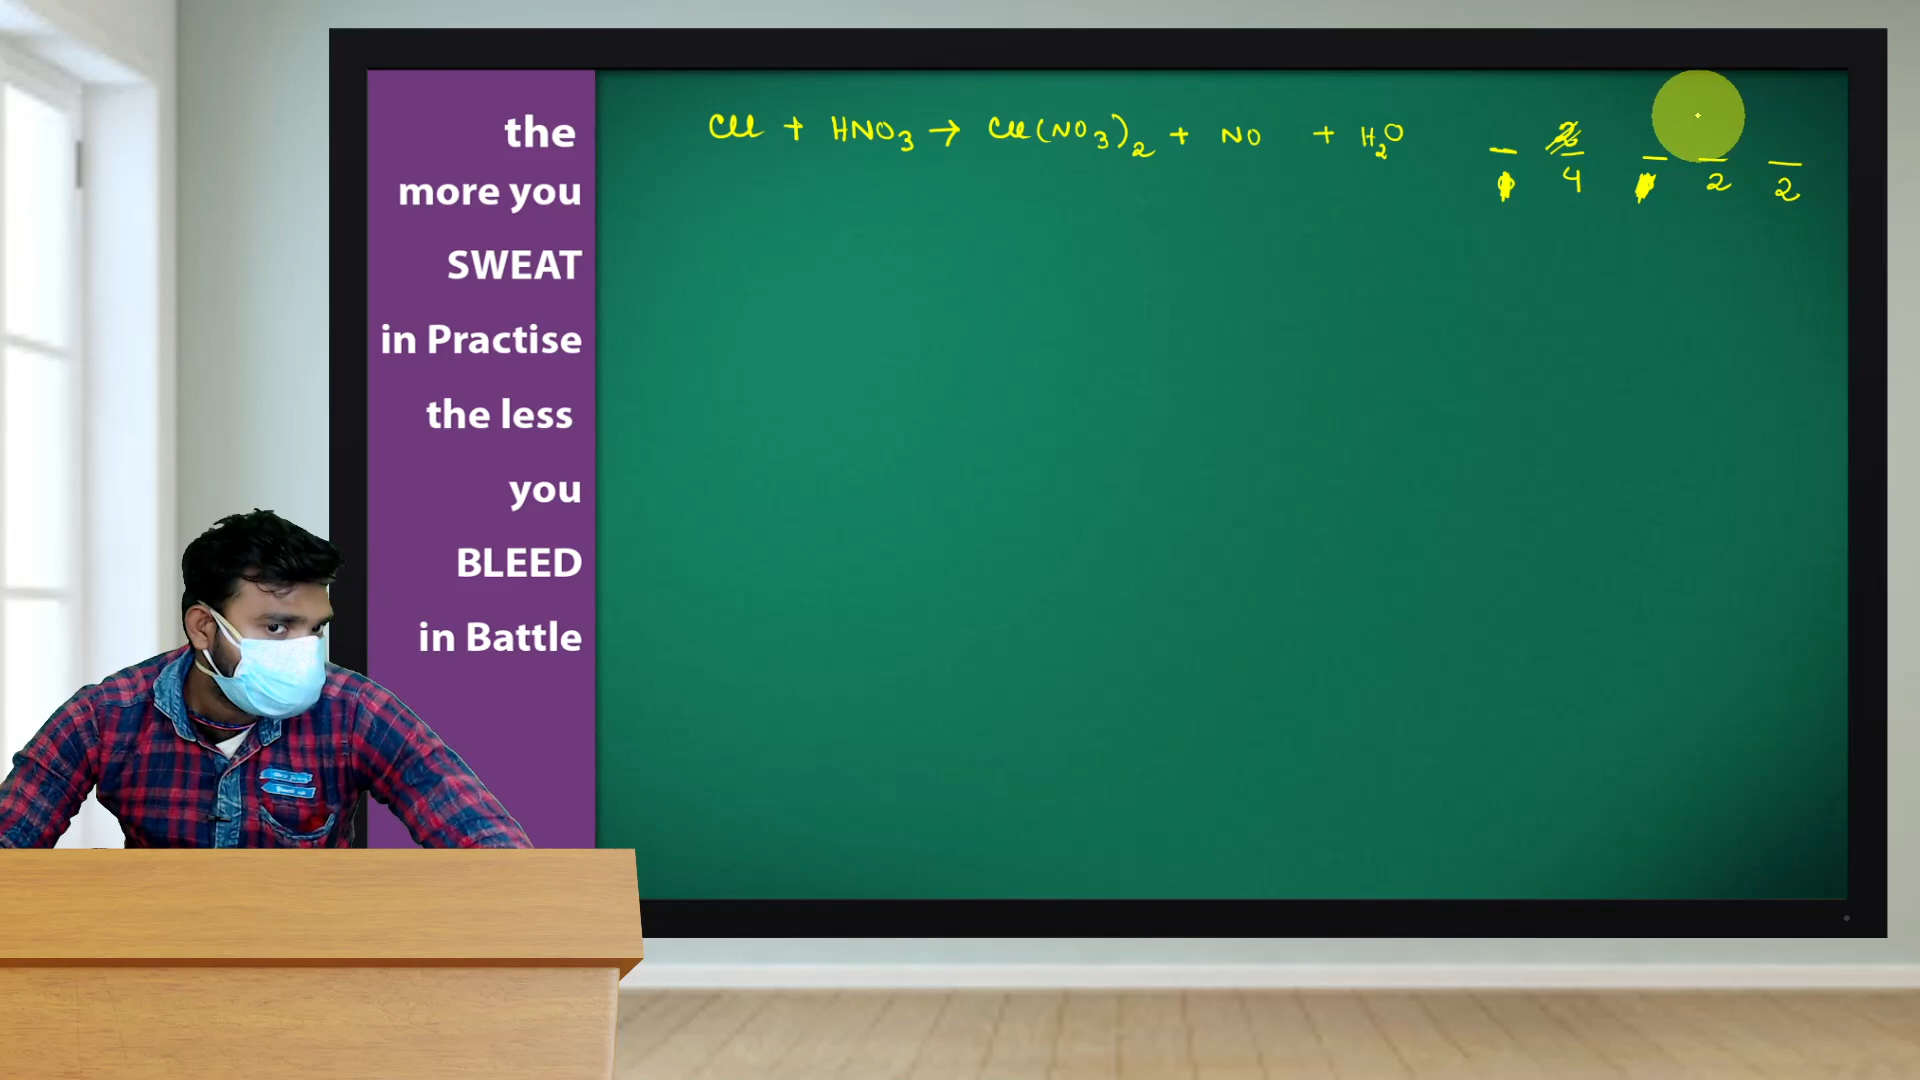 the
more you
SWEAT
in Practise
the less
you
BLEED
in Battle
Cu + HNO₃ → Cu(NO₃)₂ + NO + H₂O
4 2 2